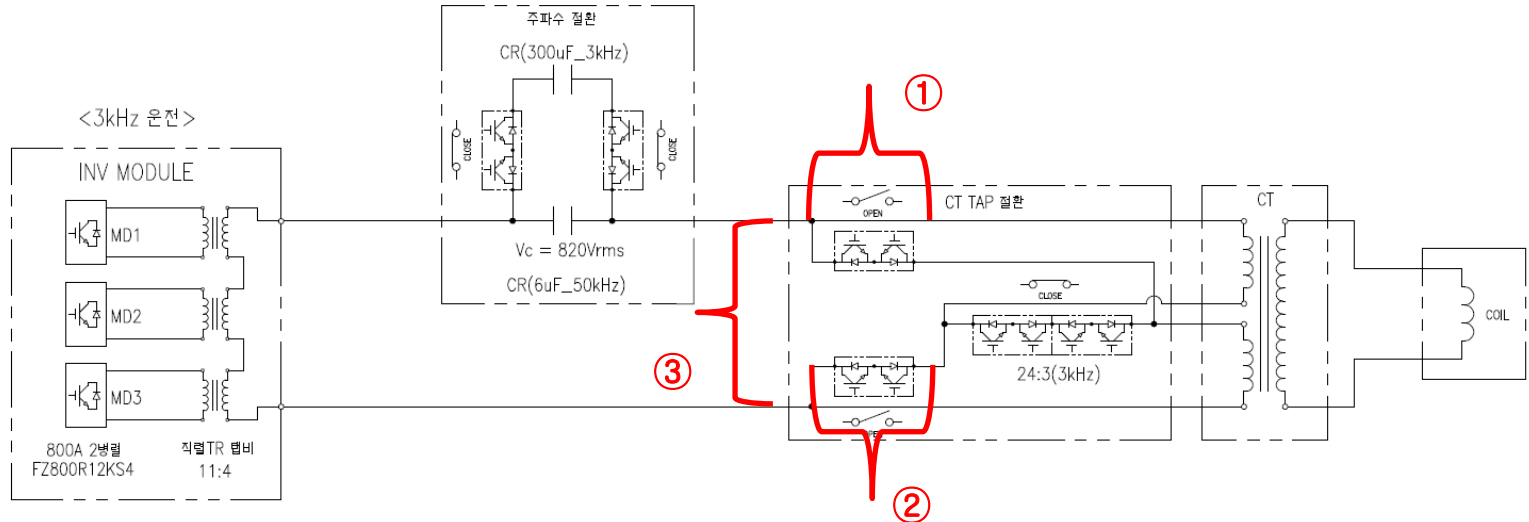 주파수 절환
CR(300uF_3kHz)
CLOSE
CLOSE
Vc = 820Vrms
CR(6uF_50kHz)
<3kHz 운전>
INV MODULE
MD1
MD2
MD3
800A 2병렬
FZ800R12KS4
직렬TR 탭비
11:4
①
OPEN
CT TAP 절환
CLOSE
24:3(3kHz)
③
OPEN
②
CT
COIL